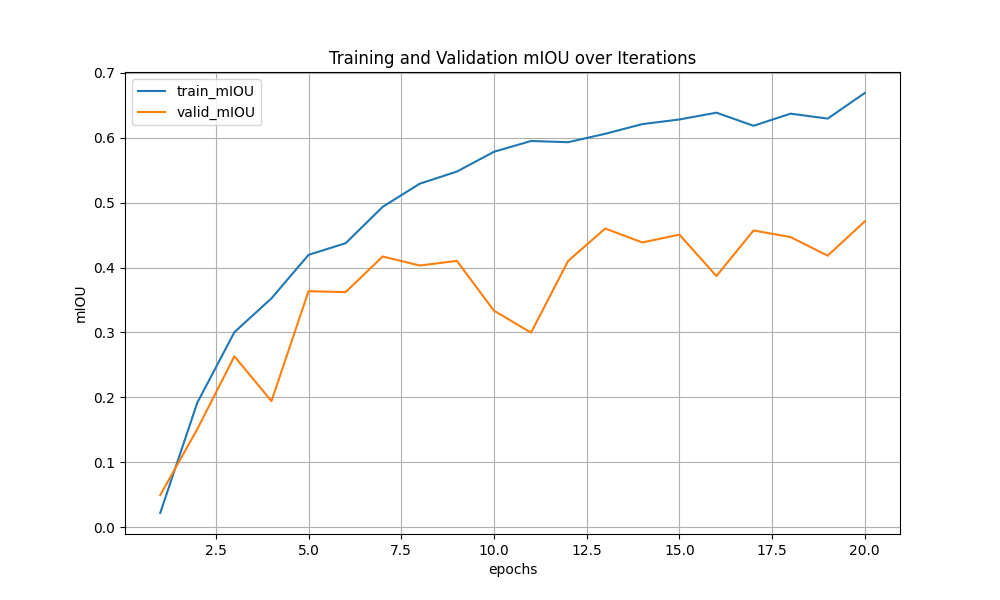 Training and Validation mIOU over Iterations
train_mIOU
valid_mIOU
0.7
0.6
0.5
0.4
0.3
0.2
0.1
0.0
mIOU
2.5 5.0 7.5 10.0 12.5 15.0 17.5 20.0
epochs